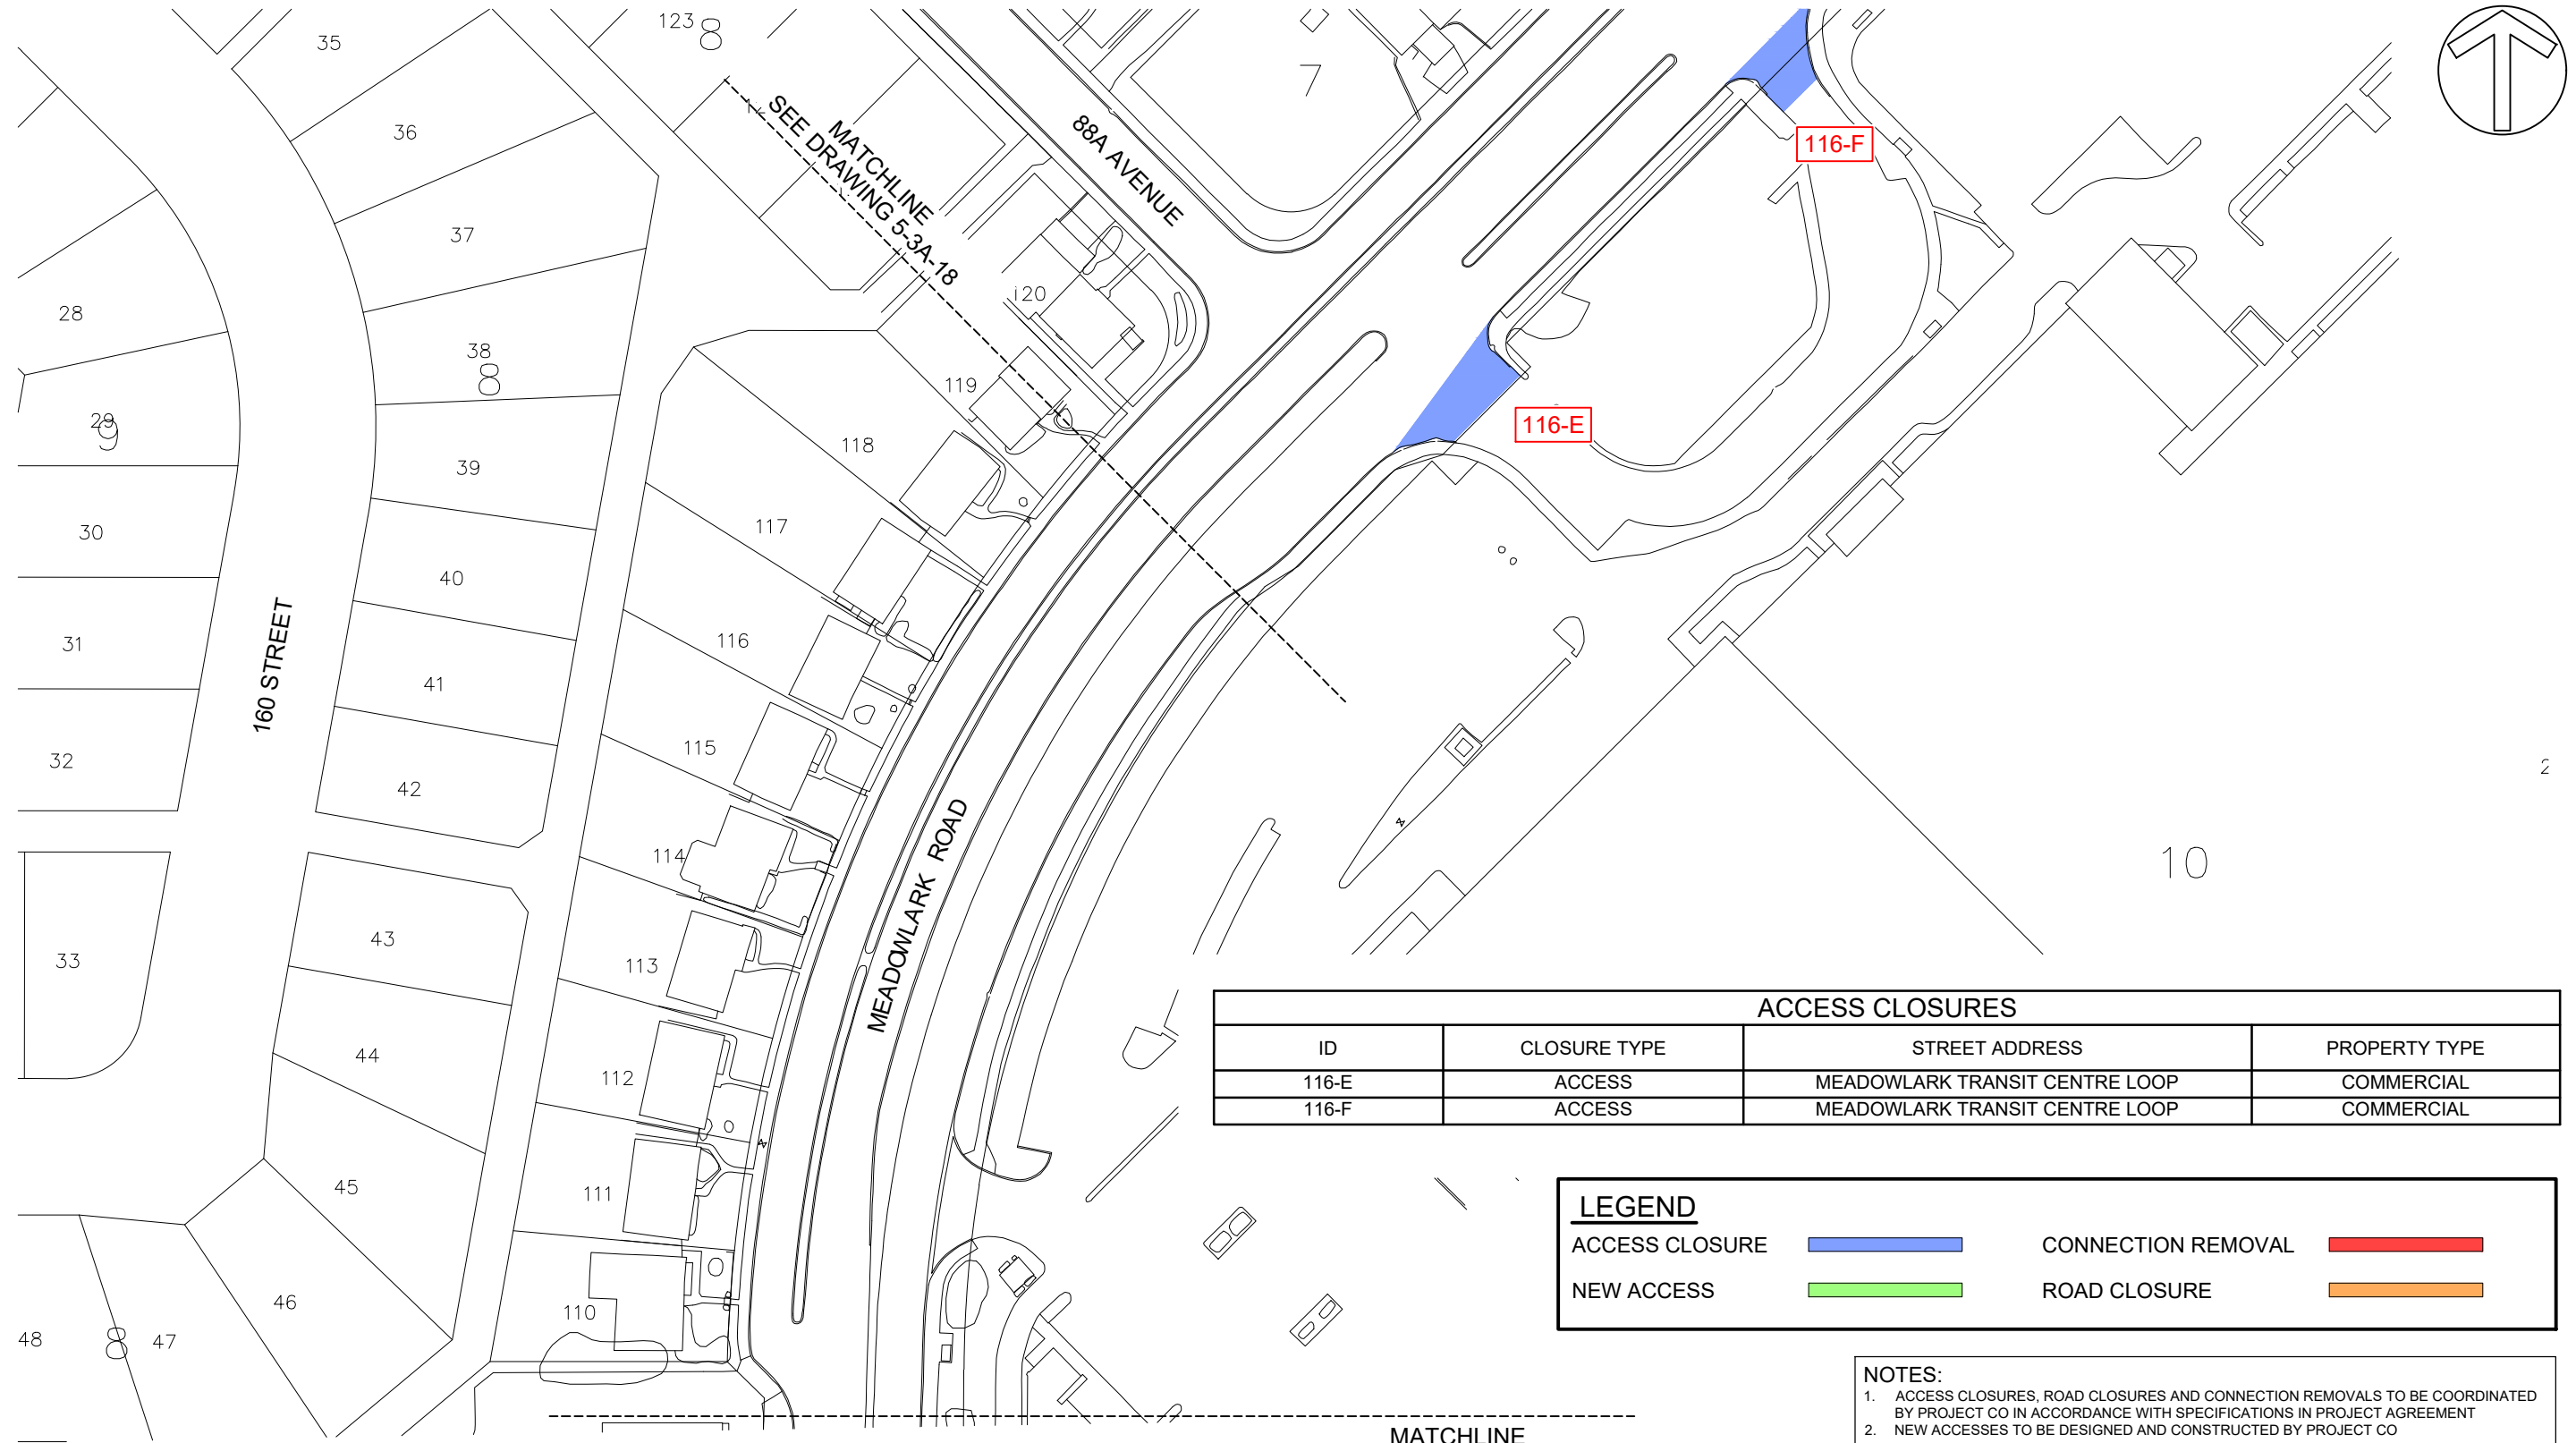 35
123
8
7
36
MATCHLINE
SEE DRAWING 5-3A-18
88A AVENUE
116-F
37
28
120
38
8
119
29
9
116-E
118
39
30
117
40
31
116
41
160 STREET
32
115
42
2
114
MEADOWLARK ROAD
10
43
33
113
44
112
45
111
46
110
48
8
47
ACCESS CLOSURES
ID CLOSURE TYPE STREET ADDRESS PROPERTY TYPE
116-E ACCESS MEADOWLARK TRANSIT CENTRE LOOP COMMERCIAL
116-F ACCESS MEADOWLARK TRANSIT CENTRE LOOP COMMERCIAL
LEGEND
ACCESS CLOSURE CONNECTION REMOVAL
NEW ACCESS ROAD CLOSURE
NOTES:
1. ACCESS CLOSURES, ROAD CLOSURES AND CONNECTION REMOVALS TO BE COORDINATED
BY PROJECT CO IN ACCORDANCE WITH SPECIFICATIONS IN PROJECT AGREEMENT
2. NEW ACCESSES TO BE DESIGNED AND CONSTRUCTED BY PROJECT CO
MATCHLINE